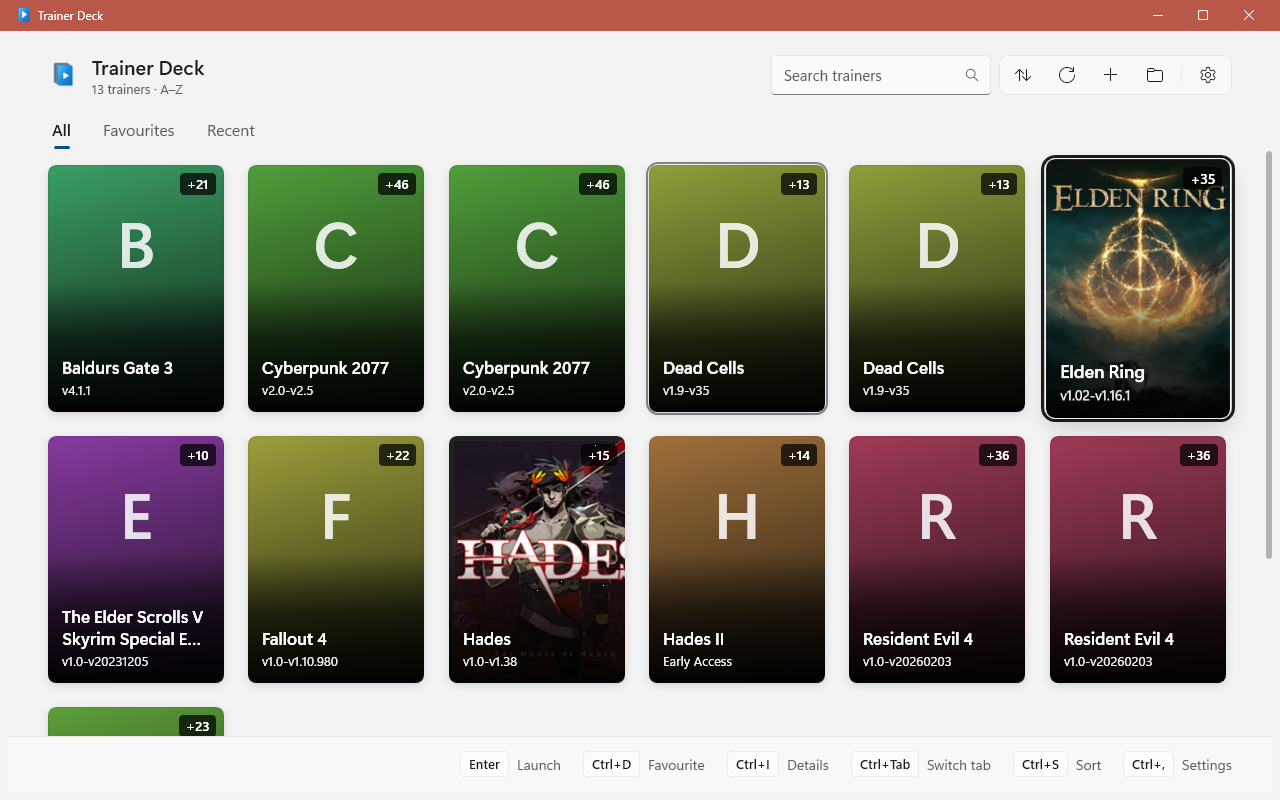 Trainer Deck
Trainer Deck
13 trainers · A–Z
Search trainers
All
Favourites
Recent
+21
B
Baldurs Gate 3
v4.1.1
+46
C
Cyberpunk 2077
v2.0-v2.5
+46
C
Cyberpunk 2077
v2.0-v2.5
+13
D
Dead Cells
v1.9-v35
+13
D
Dead Cells
v1.9-v35
+35
ELDEN RING
Elden Ring
v1.02-v1.16.1
+10
E
The Elder Scrolls V
Skyrim Special E...
v1.0-v20231205
+22
F
Fallout 4
v1.0-v1.10.980
+15
HADES
Hades
v1.0-v1.38
THE HOUSE OF HADES
+14
H
Hades II
Early Access
+36
R
Resident Evil 4
v1.0-v20260203
+36
R
Resident Evil 4
v1.0-v20260203
+23
Enter Launch
Ctrl+D Favourite
Ctrl+I Details
Ctrl+Tab Switch tab
Ctrl+S Sort
Ctrl+, Settings